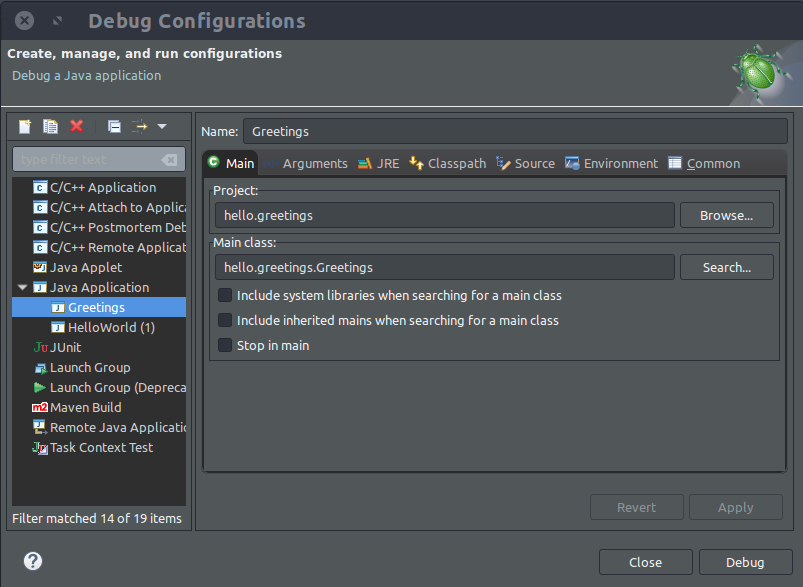 Debug Configurations
Create, manage, and run configurations
Debug a Java application
Name: Greetings
type filter text
Main Arguments JRE Classpath Source Environment Common
C/C++ Application
C/C++ Attach to Applica
C/C++ Postmortem Deb
C/C++ Remote Applicat
Java Applet
Java Application
Greetings
HelloWorld (1)
JUnit
Launch Group
Launch Group (Depreca
Maven Build
Remote Java Applicatio
Task Context Test
Filter matched 14 of 19 items
Project:
hello.greetings Browse...
Main class:
hello.greetings.Greetings Search...
Include system libraries when searching for a main class
Include inherited mains when searching for a main class
Stop in main
Revert Apply
Close Debug